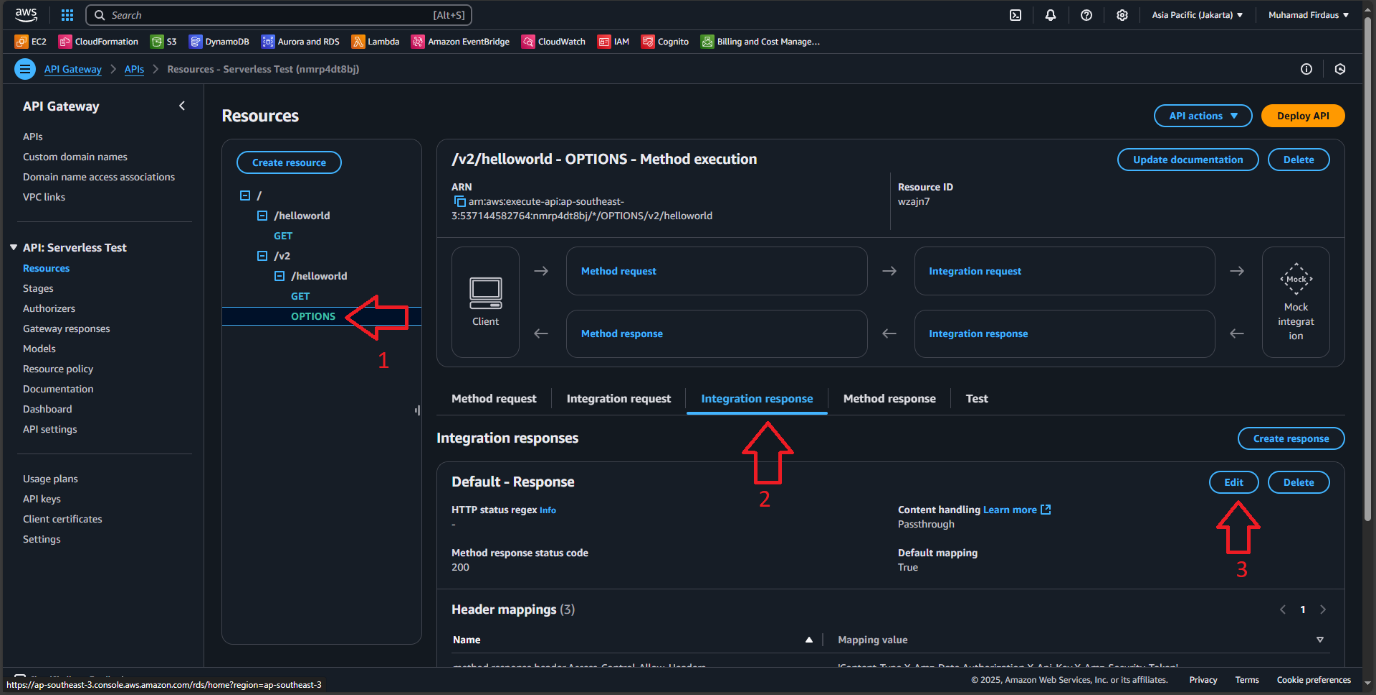 aws
Search
[Alt+S]
Asia Pacific (Jakarta)
Muhamad Firdaus
EC2
CloudFormation
S3
DynamoDB
Aurora and RDS
Lambda
Amazon EventBridge
CloudWatch
IAM
Cognito
Billing and Cost Manage...
API Gateway
APIs
Resources - Serverless Test (nmrp4dt8bj)
API Gateway
APIs
Custom domain names
Domain name access associations
VPC links
API: Serverless Test
Resources
Stages
Authorizers
Gateway responses
Models
Resource policy
Documentation
Dashboard
API settings
Usage plans
API keys
Client certificates
Settings
Resources
API actions
Deploy API
Create resource
/
/helloworld
GET
/v2
/helloworld
GET
OPTIONS
1
/v2/helloworld - OPTIONS - Method execution
Update documentation
Delete
ARN
arn:aws:execute-api:ap-southeast-
3:537144582764:nmrp4dt8bj/*/OPTIONS/v2/helloworld
Resource ID
wzajn7
Client
Method request
Integration request
Method response
Integration response
Mock
Mock
integrat
ion
Method request
Integration request
Integration response
Method response
Test
2
Integration responses
Create response
Default - Response
Edit
Delete
3
HTTP status regex Info
-
Content handling Learn more
Passthrough
Method response status code
200
Default mapping
True
Header mappings (3)
1
Name
Mapping value
https://ap-southeast-3.console.aws.amazon.com/rds/home?region=ap-southeast-3
© 2025, Amazon Web Services, Inc. or its affiliates.
Privacy
Terms
Cookie preferences